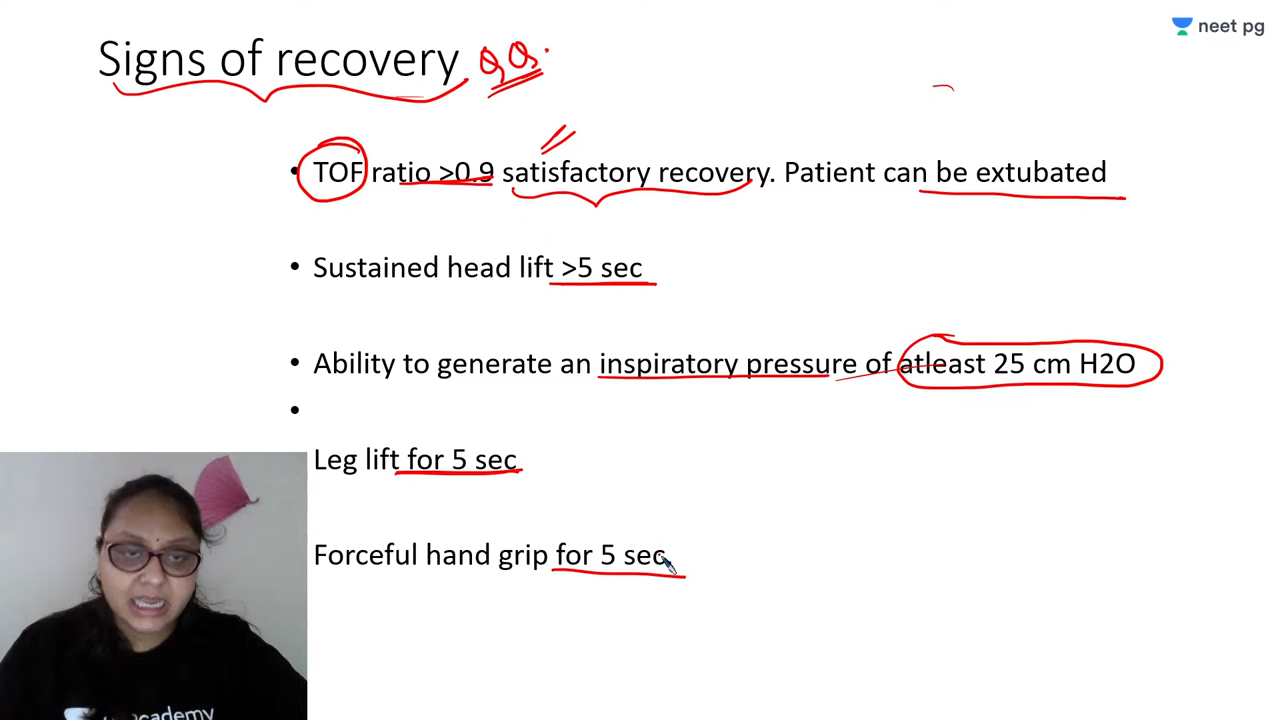 neet pg
Signs of recovery
• TOF ratio >0.9 satisfactory recovery. Patient can be extubated
• Sustained head lift >5 sec
• Ability to generate an inspiratory pressure of atleast 25 cm H2O
•
Leg lift for 5 sec
Forceful hand grip for 5 sec